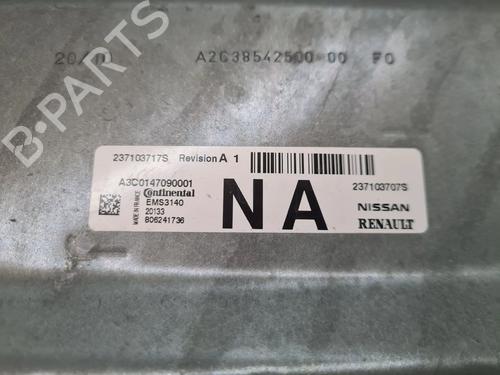 A2C38542500 00 F0
237103717S Revision A 1
A3C0147090001
Continental
EMS3140
20133
806241736
MADE IN FRANCE
NA
237103707S
NISSAN
RENAULT
B-PARTS